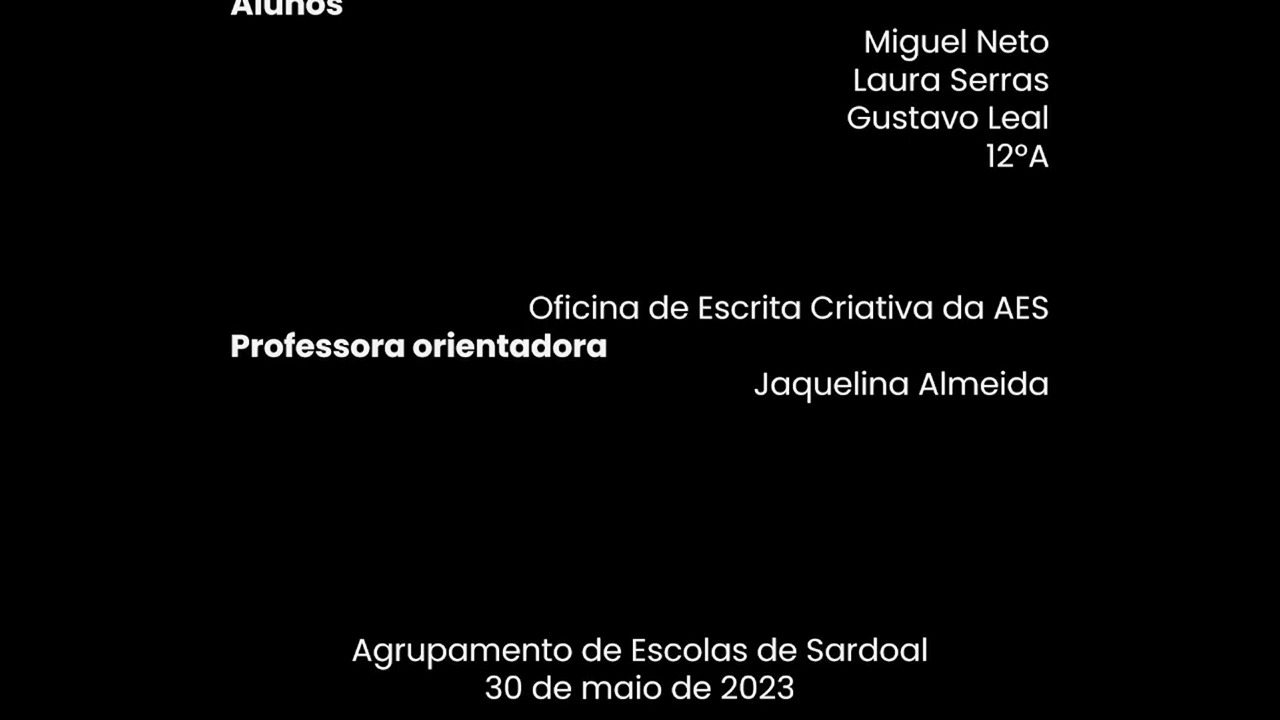 Alunos
Miguel Neto
Laura Serras
Gustavo Leal
12ºA
Oficina de Escrita Criativa da AES
Professora orientadora
Jaquelina Almeida
Agrupamento de Escolas de Sardoal
30 de maio de 2023